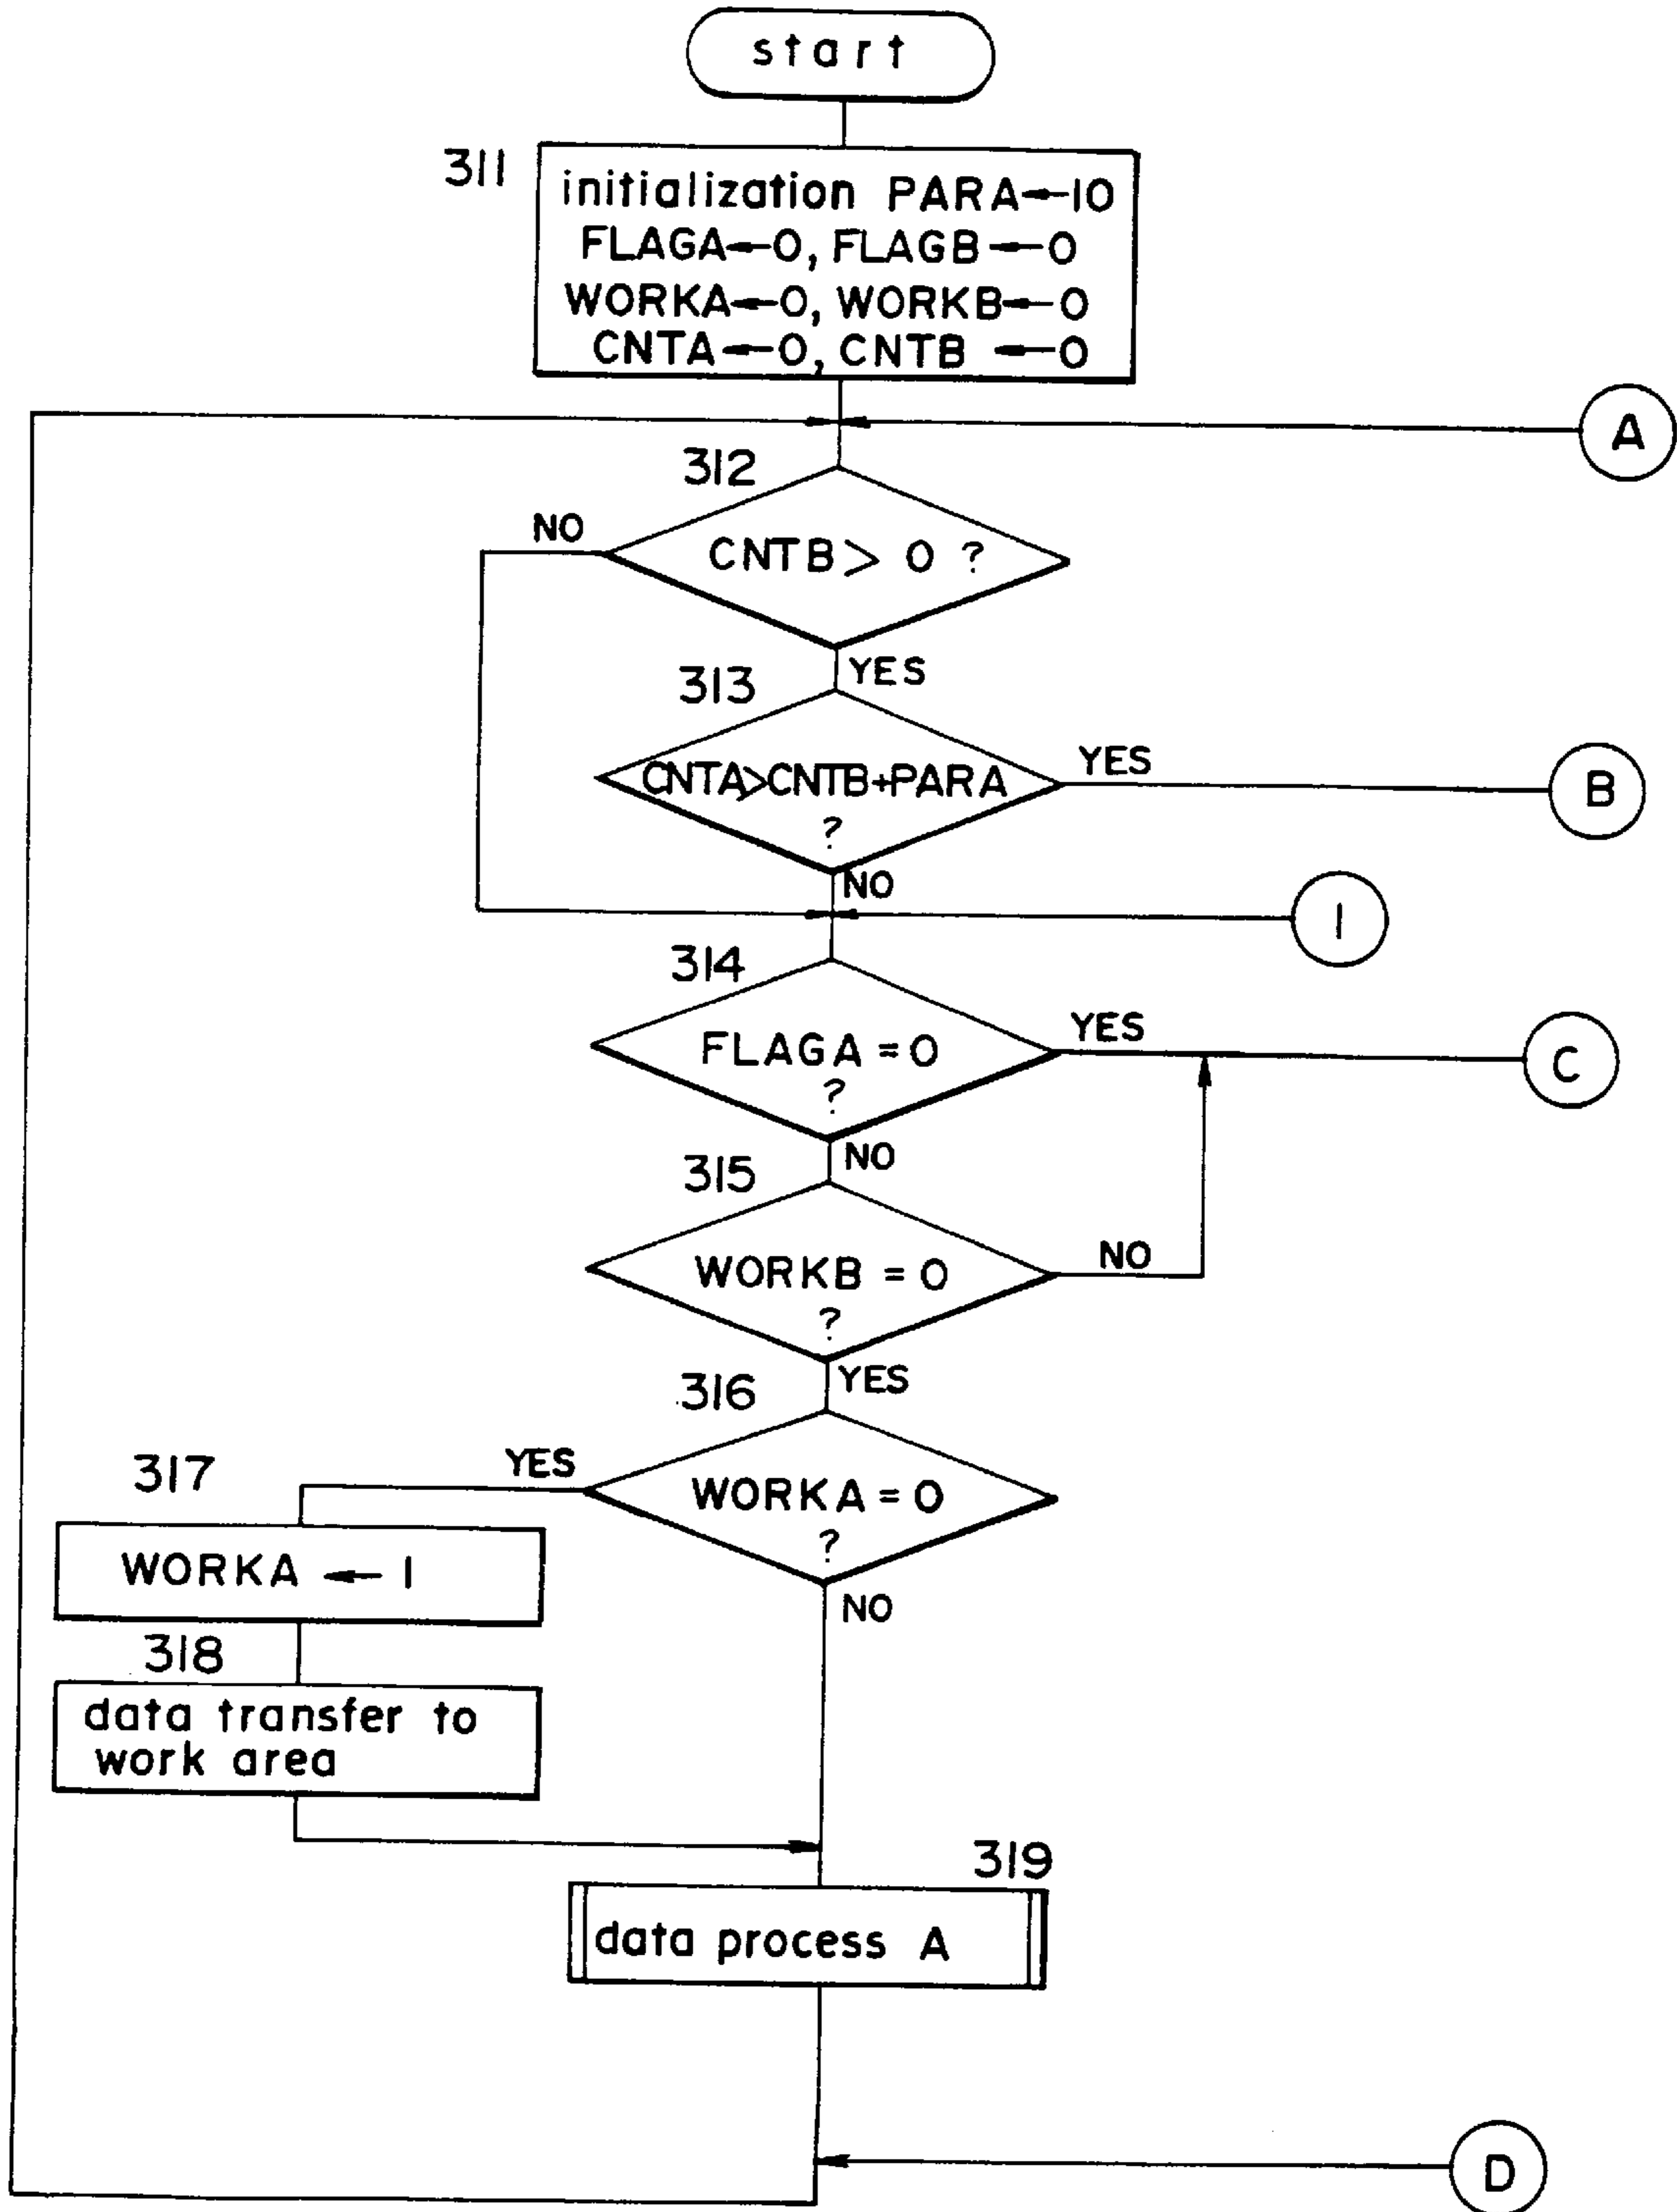 start
311
initialization PARA←10
FLAGA←0, FLAGB←0
WORKA←0, WORKB←0
CNTA←0, CNTB ←0
A
312
NO
CNTB > 0 ?
YES
313
CNTA>CNTB+PARA
?
YES
B
NO
1
314
FLAGA = 0
?
YES
C
NO
315
WORKB = 0
?
NO
YES
316
WORKA = 0
?
YES
317
WORKA ← 1
NO
318
data transfer to
work area
319
data process A
D